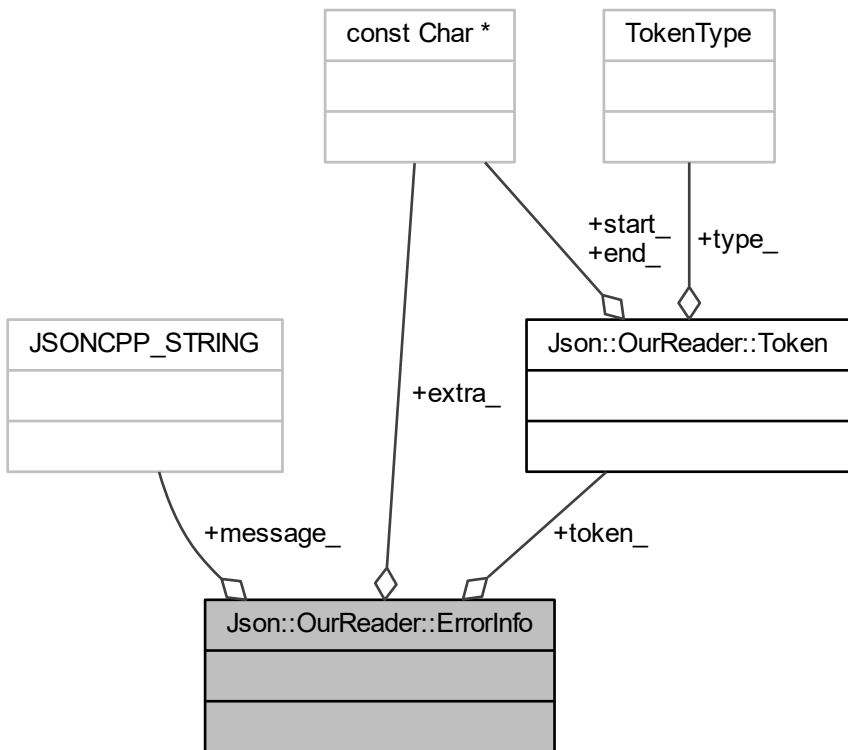 const Char *
TokenType
+start_
+end_
+type_
JSONCPP_STRING
Json::OurReader::Token
+extra_
+message_
+token_
Json::OurReader::ErrorInfo